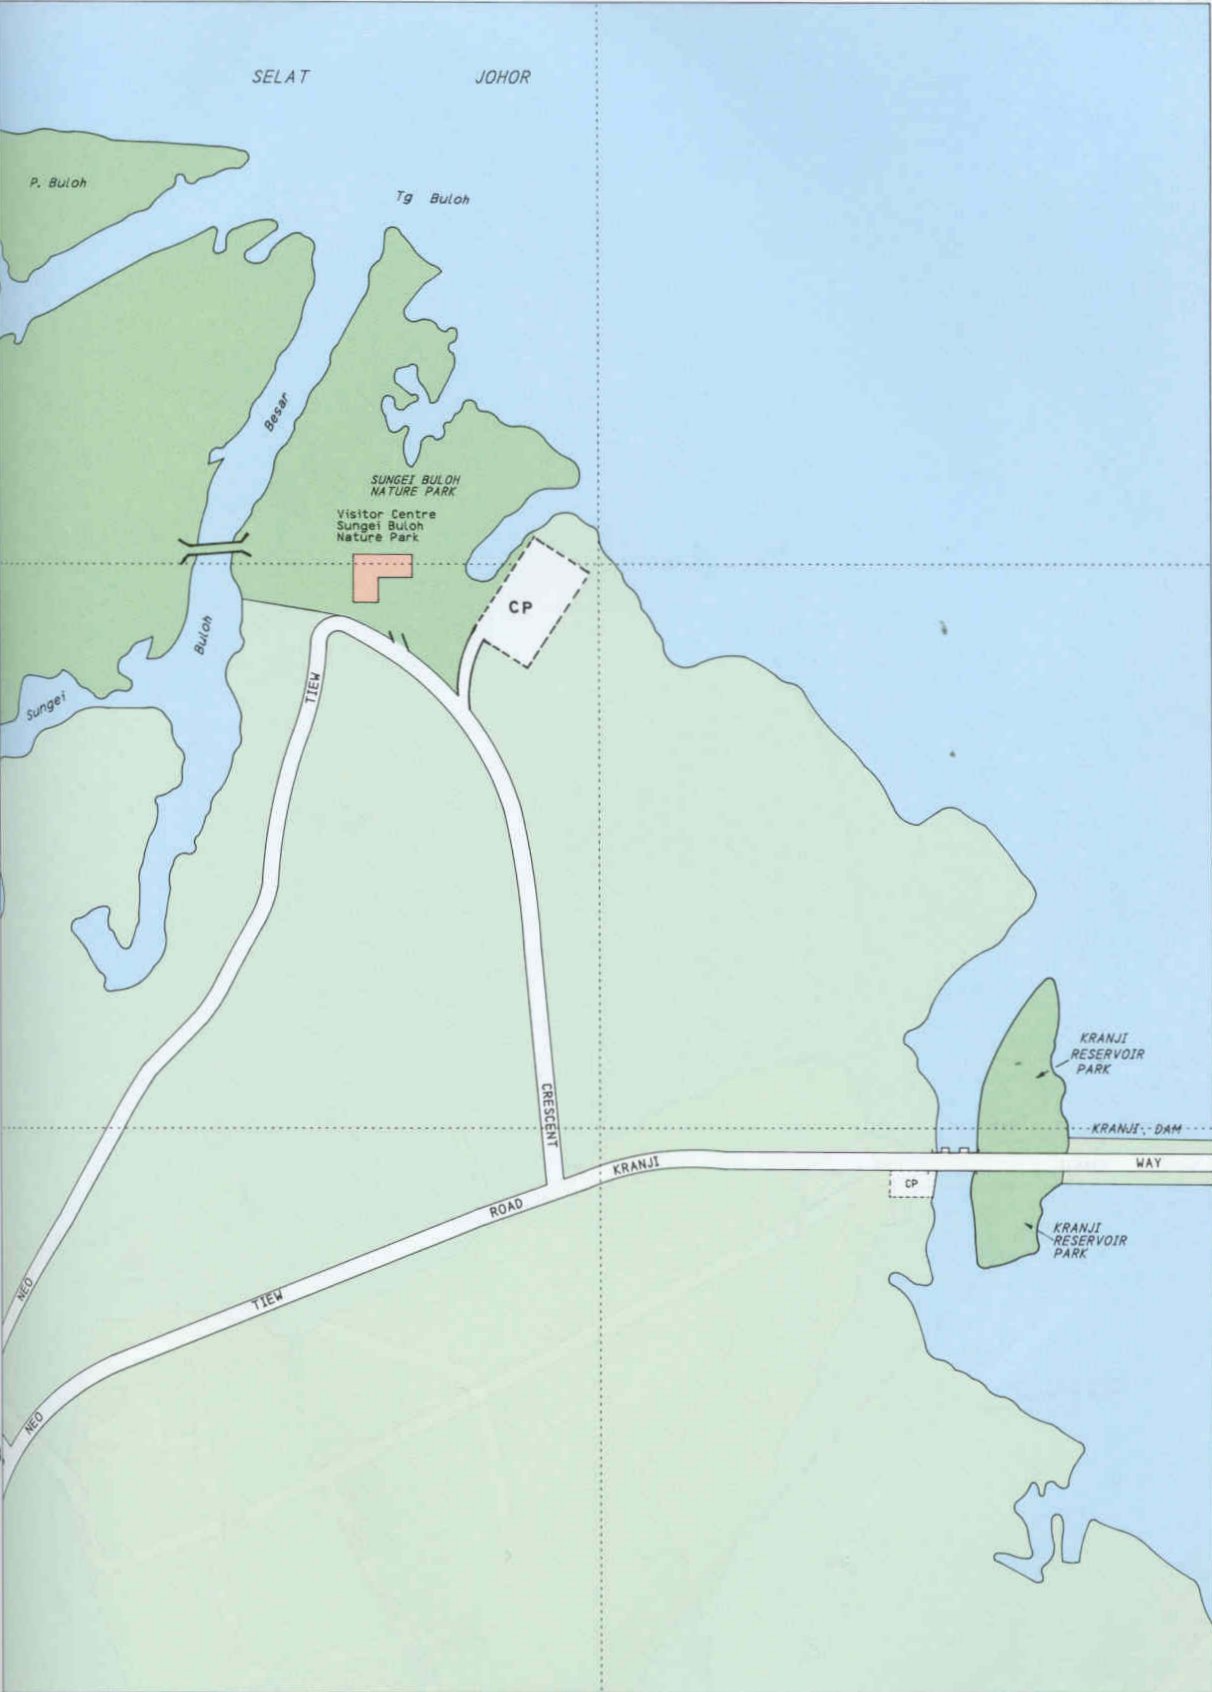 SELAT JOHOR
P. Buloh
Tg Buloh
Besar
SUNGEI BULOH
NATURE PARK
Visitor Centre
Sungei Buloh
Nature Park
CP
Buloh
TIEW
Sungei
KRANJI
RESERVOIR
PARK
CRESCENT
KRANJI DAM
KRANJI
WAY
CP
ROAD
KRANJI
RESERVOIR
PARK
NEO
TIEW
NEO